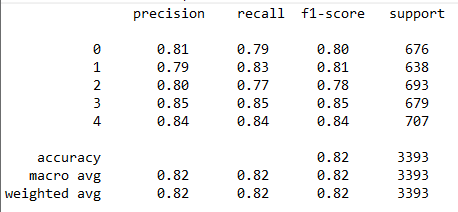 precision recall f1-score support
0 0.81 0.79 0.80 676
1 0.79 0.83 0.81 638
2 0.80 0.77 0.78 693
3 0.85 0.85 0.85 679
4 0.84 0.84 0.84 707
accuracy 0.82 3393
macro avg 0.82 0.82 0.82 3393
weighted avg 0.82 0.82 0.82 3393